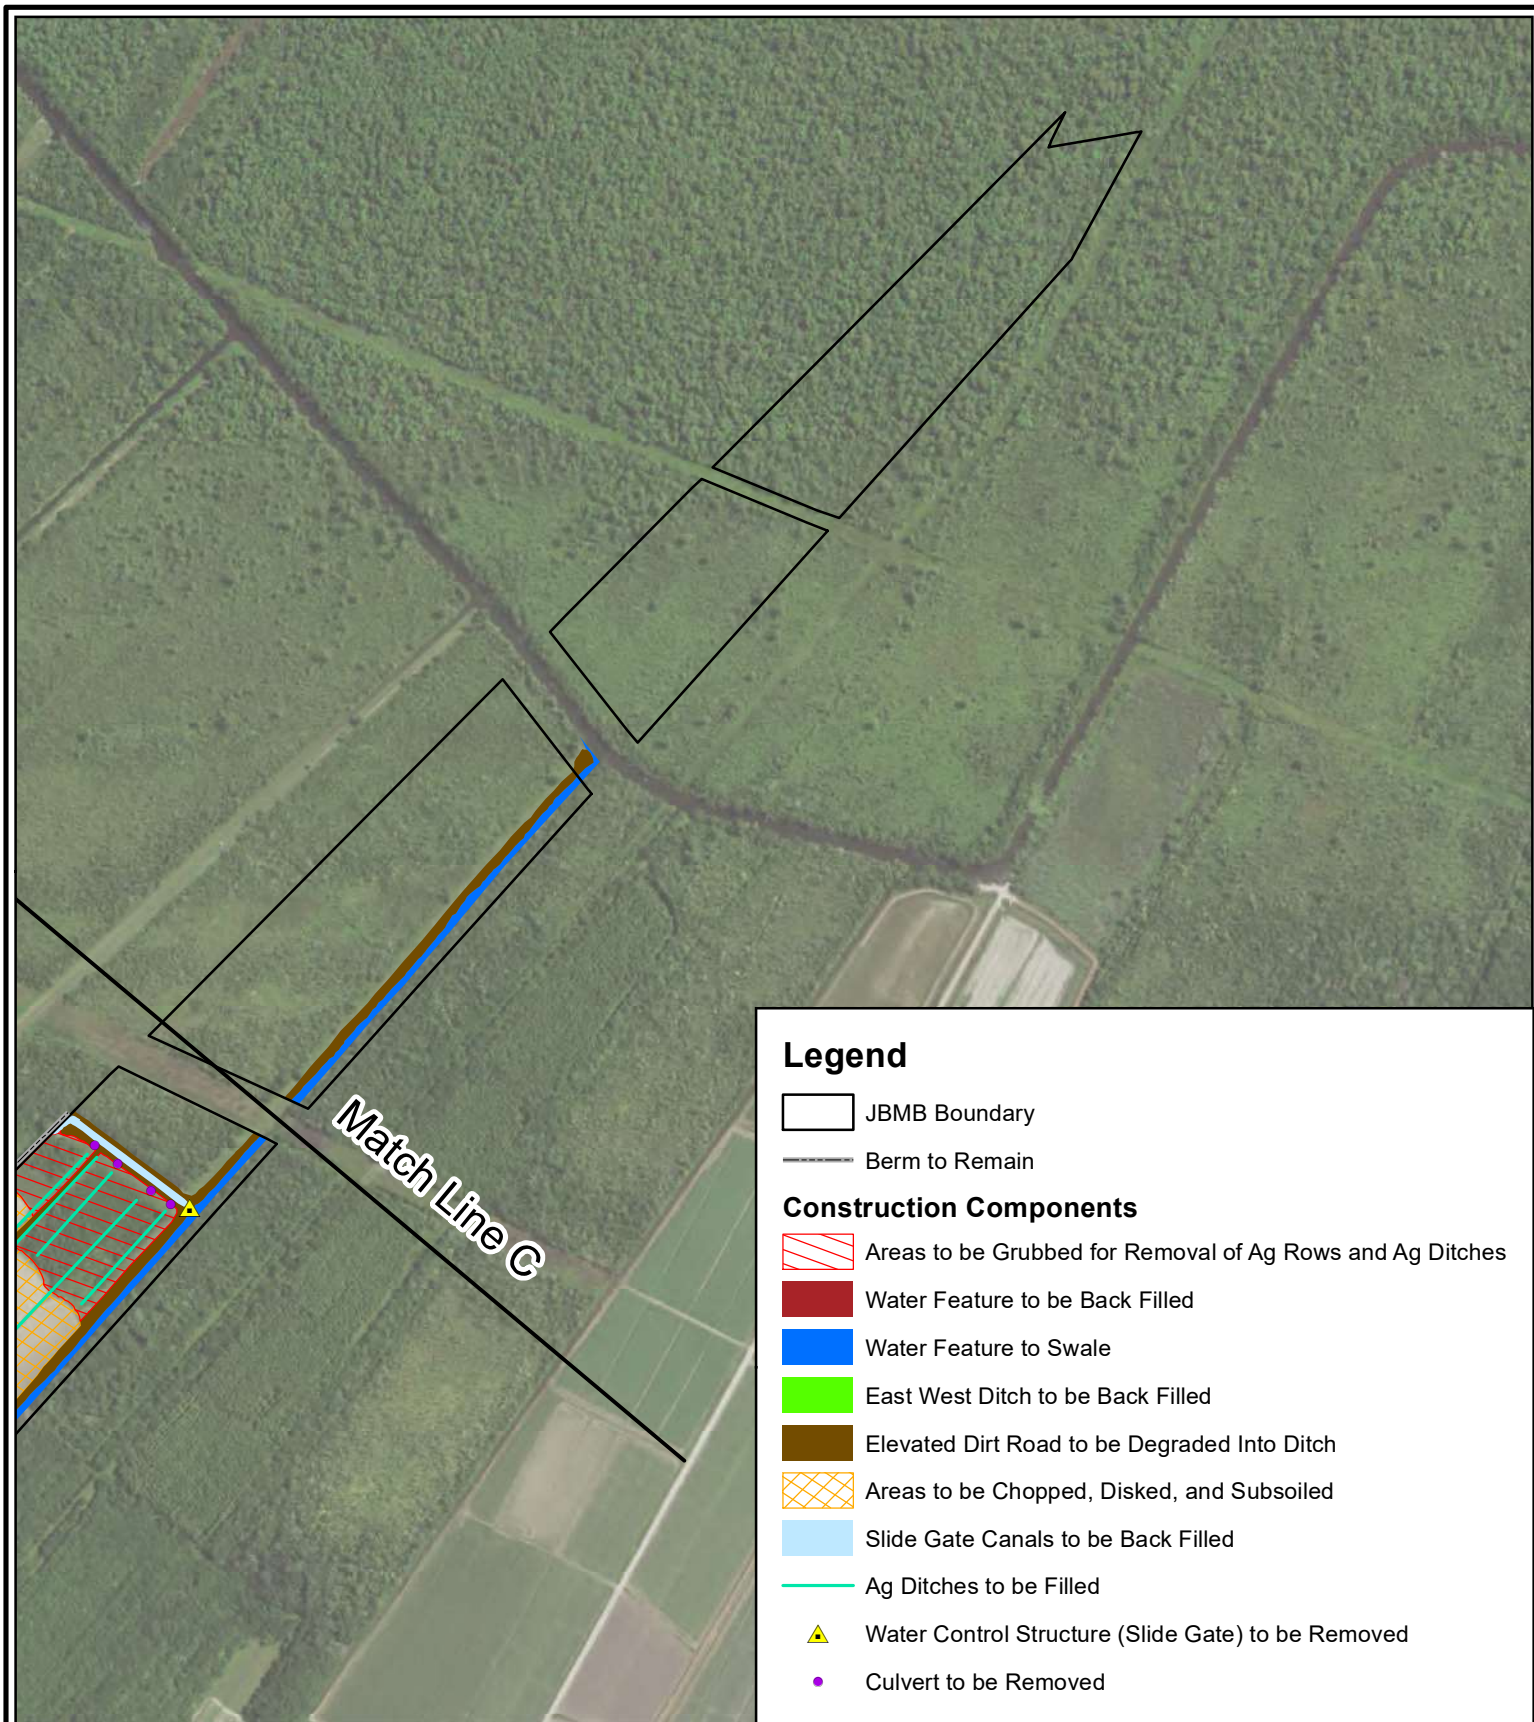 Match Line C
Legend
JBMB Boundary
Berm to Remain
Construction Components
Areas to be Grubbed for Removal of Ag Rows and Ag Ditches
Water Feature to be Back Filled
Water Feature to Swale
East West Ditch to be Back Filled
Elevated Dirt Road to be Degraded Into Ditch
Areas to be Chopped, Disked, and Subsoiled
Slide Gate Canals to be Back Filled
Ag Ditches to be Filled
Water Control Structure (Slide Gate) to be Removed
Culvert to be Removed